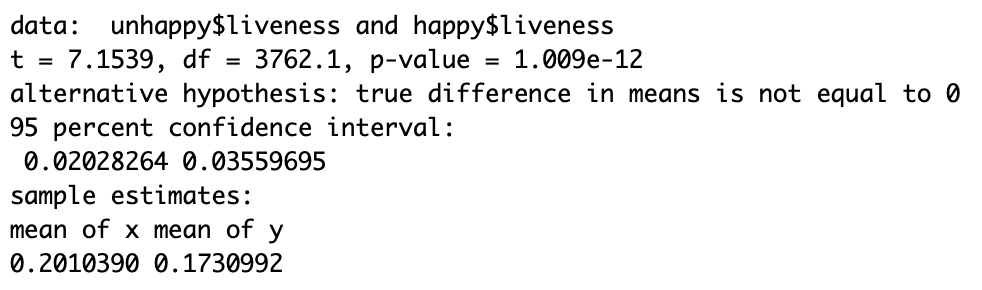 data:  unhappy$liveness and happy$liveness
t = 7.1539, df = 3762.1, p-value = 1.009e-12
alternative hypothesis: true difference in means is not equal to 0
95 percent confidence interval:
 0.02028264 0.03559695
sample estimates:
mean of x mean of y
0.2010390 0.1730992